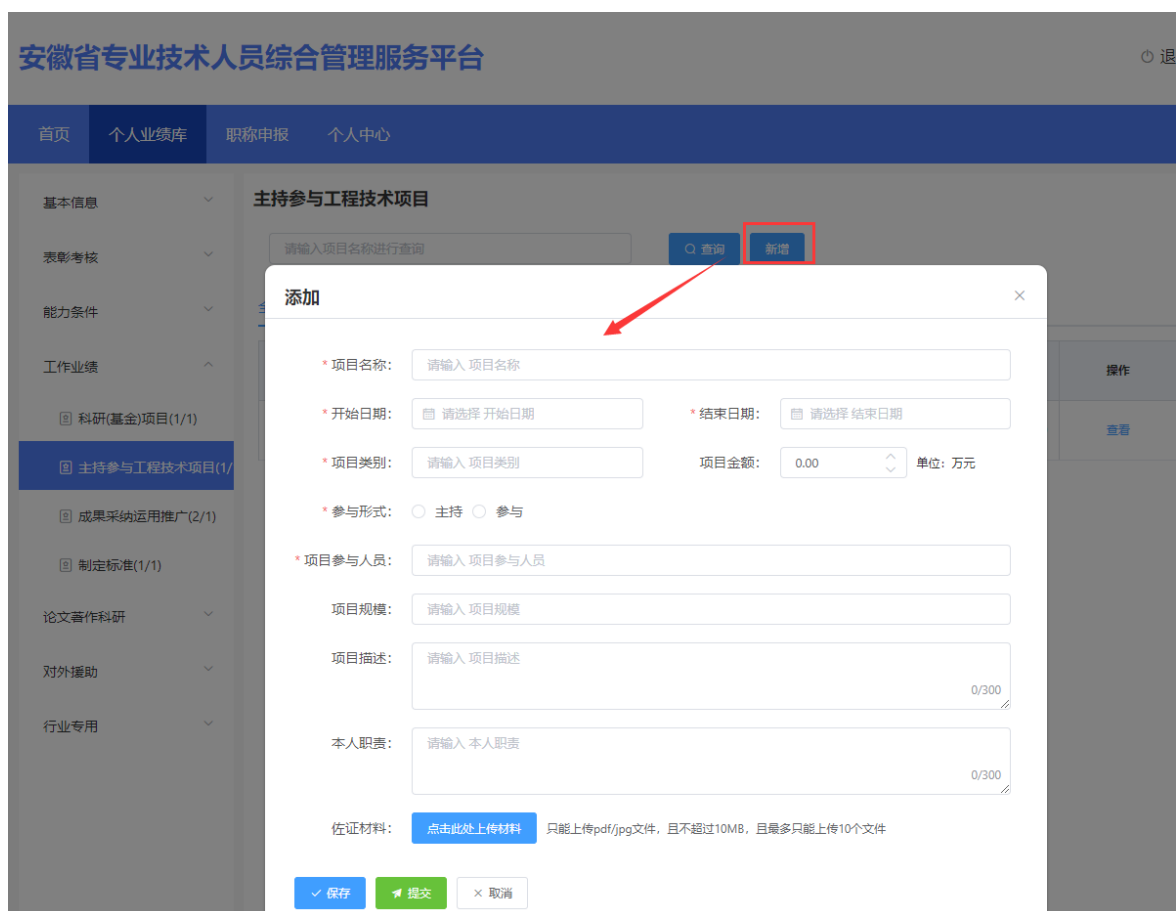 安徽省专业技术人员综合管理服务平台
退
首页 个人业绩库 职称申报 个人中心
基本信息
表彰考核
能力条件
工作业绩
科研(基金)项目(1/1)
主持参与工程技术项目(1/
成果采纳运用推广(2/1)
制定标准(1/1)
论文著作科研
对外援助
行业专用
主持参与工程技术项目
请输入项目名称进行查询 查询 新增
操作
查看
添加
* 项目名称： 请输入 项目名称
* 开始日期： 请选择 开始日期 * 结束日期： 请选择 结束日期
* 项目类别： 请输入 项目类别 项目金额： 0.00 单位：万元
* 参与形式： 主持 参与
* 项目参与人员： 请输入 项目参与人员
项目规模： 请输入 项目规模
项目描述： 请输入 项目描述
0/300
本人职责： 请输入 本人职责
0/300
佐证材料： 点击此处上传材料 只能上传pdf/jpg文件，且不超过10MB，且最多只能上传10个文件
保存 提交 取消